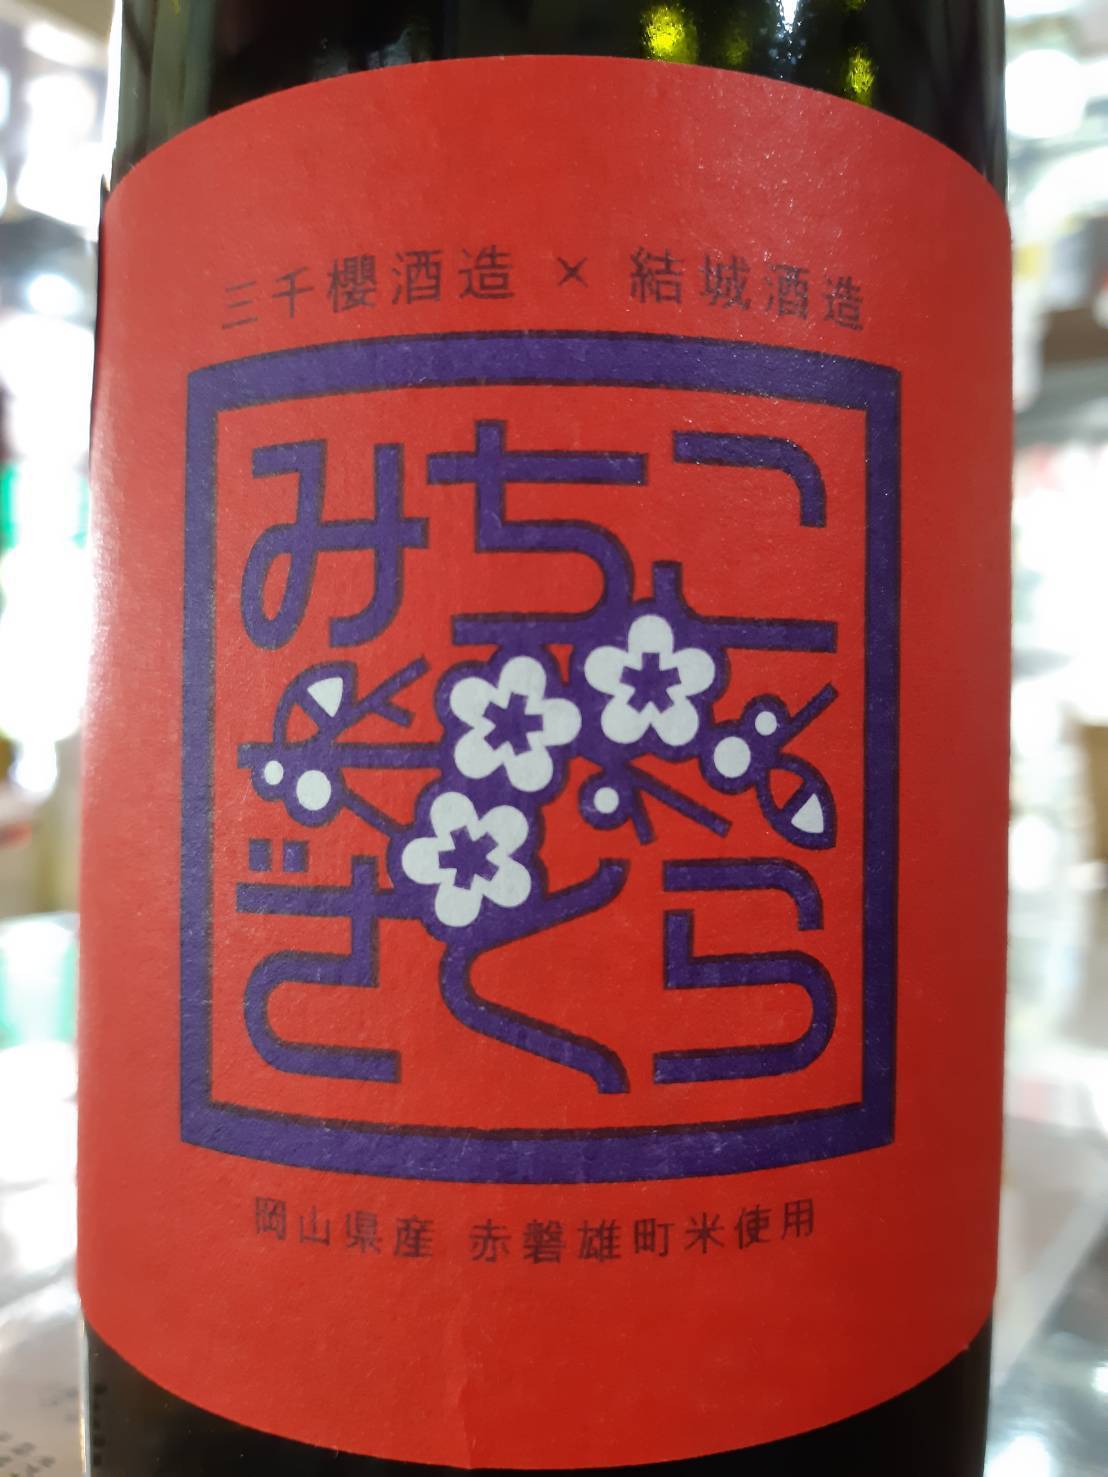 三千櫻酒造 × 結城酒造
みちこ
ざくら
岡山県産 赤磐雄町米使用